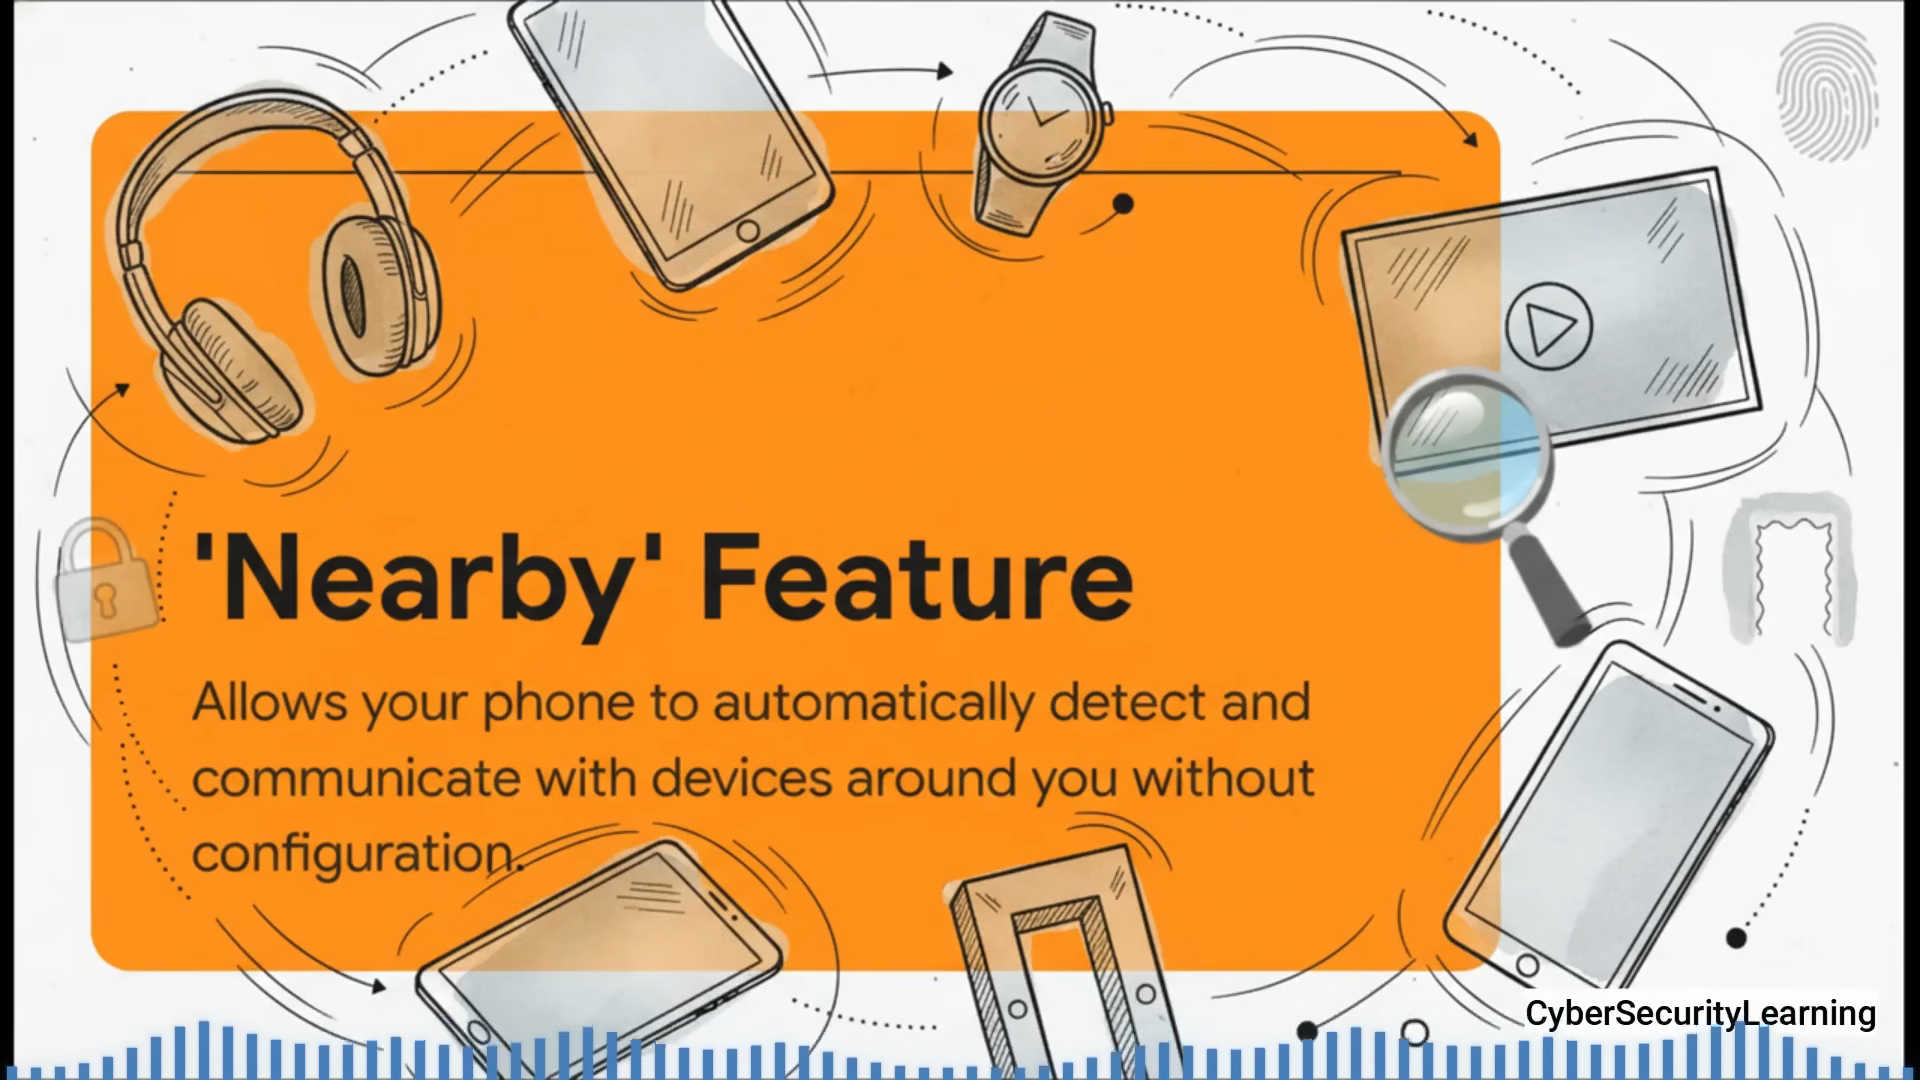 'Nearby' Feature
Allows your phone to automatically detect and
communicate with devices around you without
configuration.
CyberSecurityLearning